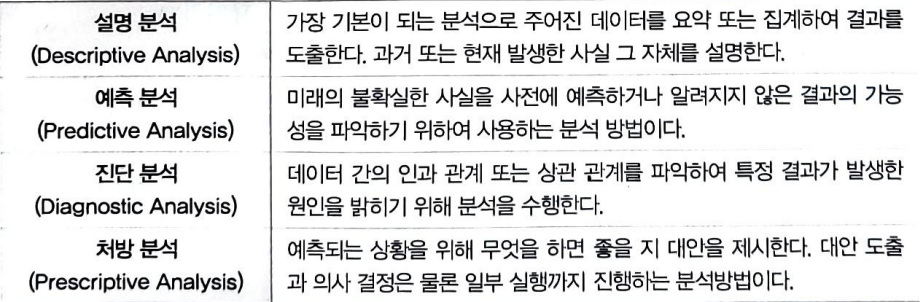 설명 분석
(Descriptive Analysis)
가장 기본이 되는 분석으로 주어진 데이터를 요약 또는 집계하여 결과를
도출한다. 과거 또는 현재 발생한 사실 그 자체를 설명한다.
예측 분석
(Predictive Analysis)
미래의 불확실한 사실을 사전에 예측하거나 알려지지 않은 결과의 가능
성을 파악하기 위하여 사용하는 분석 방법이다.
진단 분석
(Diagnostic Analysis)
데이터 간의 인과 관계 또는 상관 관계를 파악하여 특정 결과가 발생한
원인을 밝히기 위해 분석을 수행한다.
처방 분석
(Prescriptive Analysis)
예측되는 상황을 위해 무엇을 하면 좋을 지 대안을 제시한다. 대안 도출
과 의사 결정은 물론 일부 실행까지 진행하는 분석방법이다.